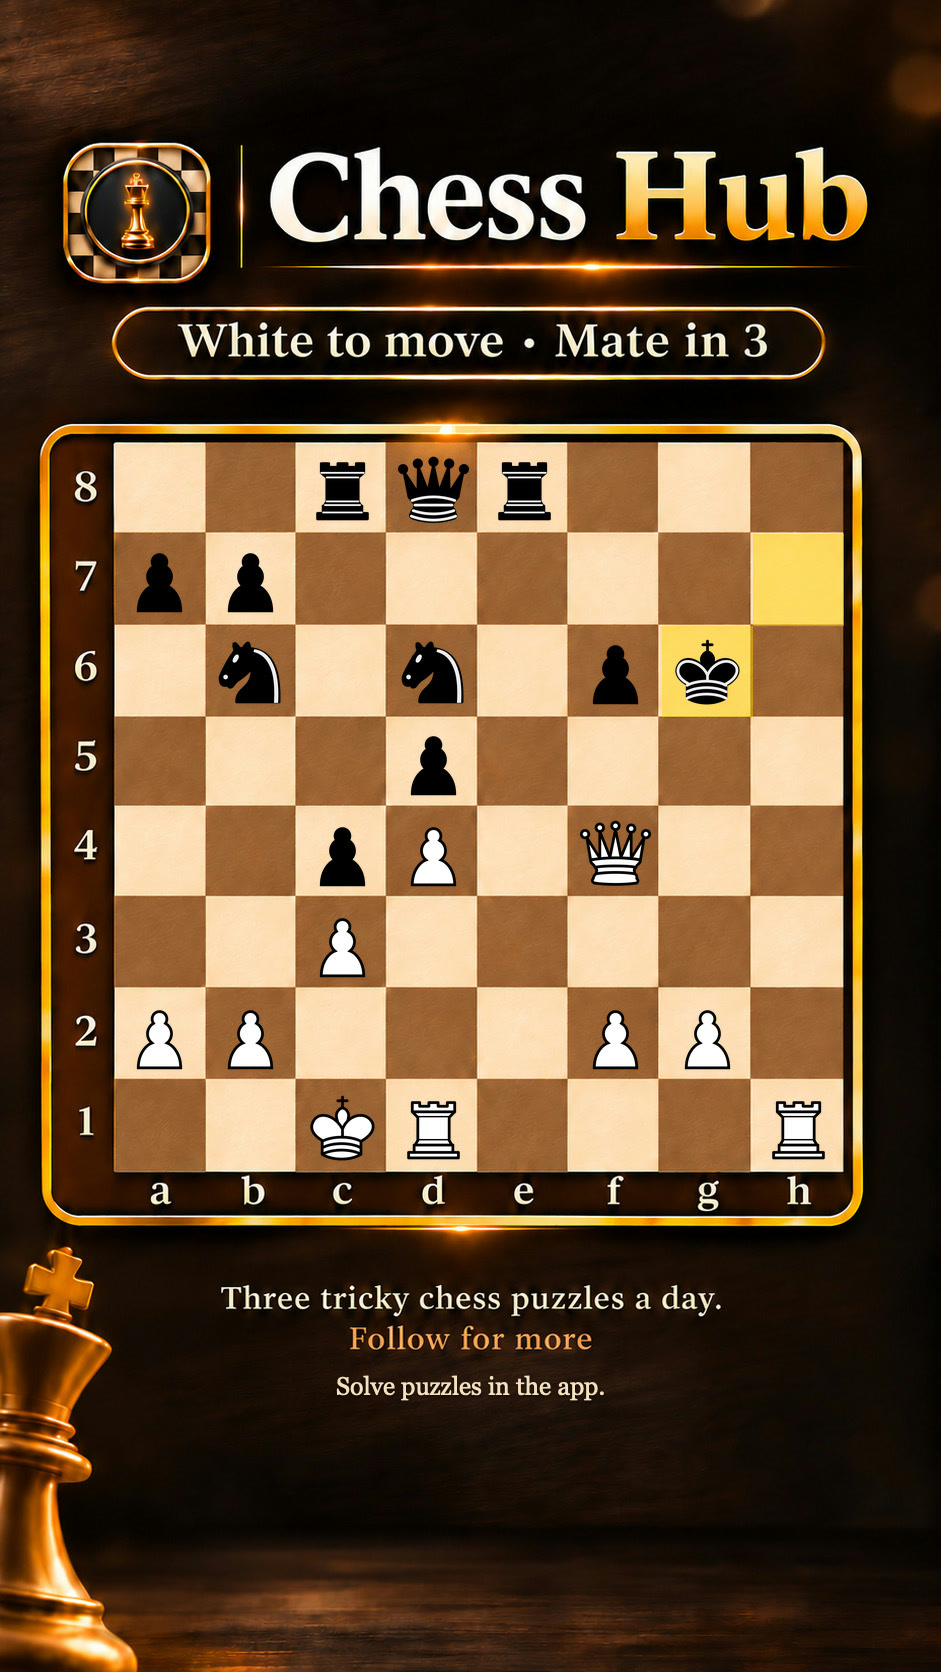 Chess Hub
White to move • Mate in 3
8
7
6
5
4
3
2
1
a b c d e f g h
Three tricky chess puzzles a day.
Follow for more
Solve puzzles in the app.